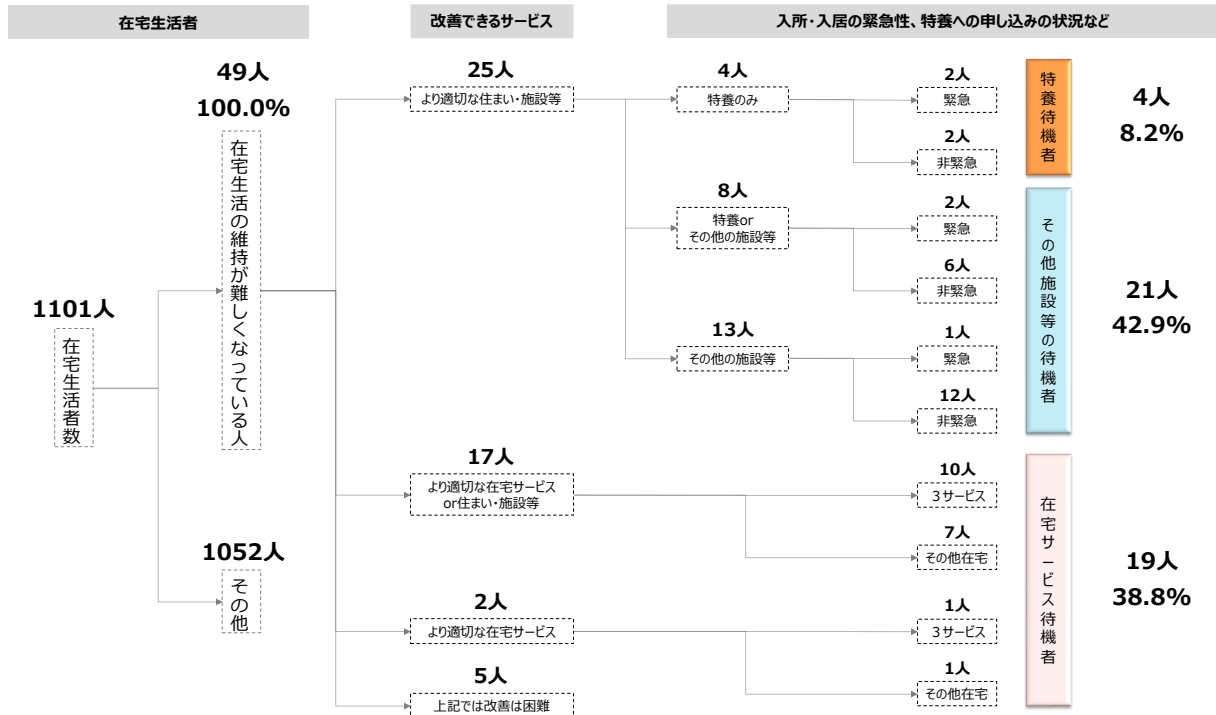 在宅生活者
改善できるサービス
入所・入居の緊急性、特養への申し込みの状況など
1101人
在宅生活者数
49人
100.0%
在宅生活の維持が難しくなっている人
1052人
その他
25人
より適切な住まい・施設等
17人
より適切な在宅サービス
or住まい・施設等
2人
より適切な在宅サービス
5人
上記では改善は困難
4人
特養のみ
8人
特養or
その他の施設等
13人
その他の施設等
2人
緊急
2人
非緊急
2人
緊急
6人
非緊急
1人
緊急
12人
非緊急
10人
3サービス
7人
その他在宅
1人
3サービス
1人
その他在宅
特養待機者
4人
8.2%
その他施設等の待機者
21人
42.9%
在宅サービス待機者
19人
38.8%